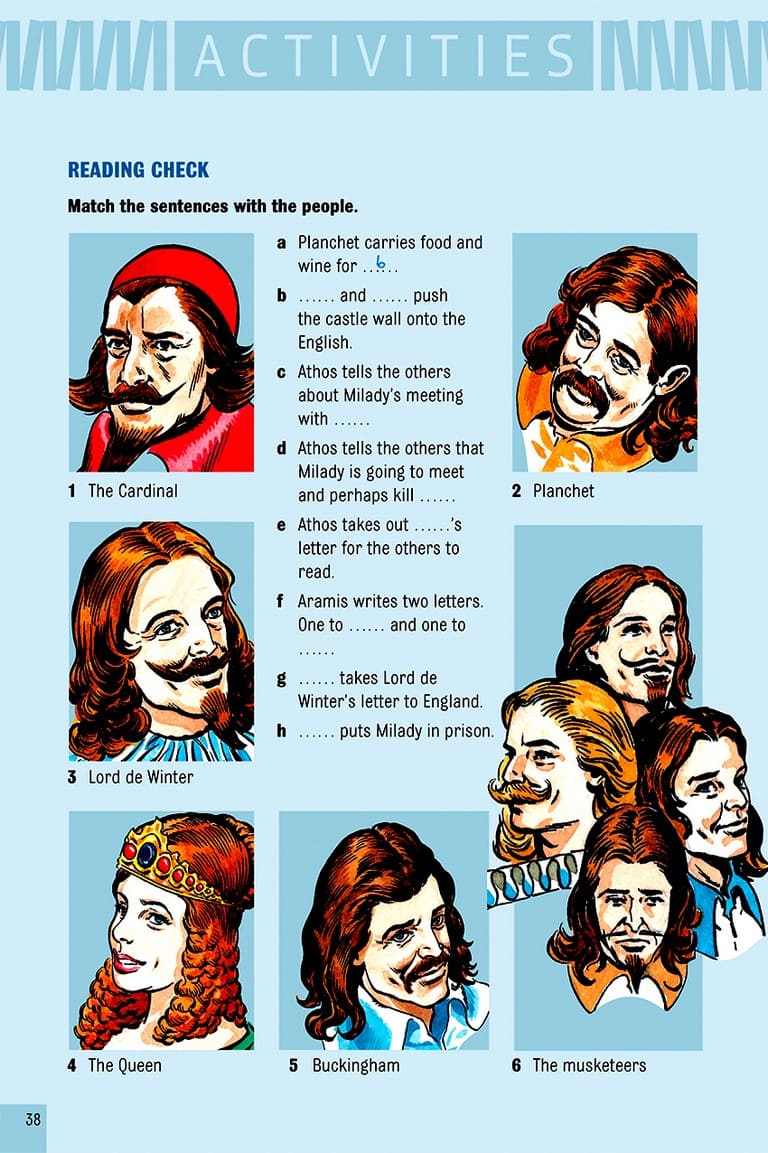 ACTIVITIES
READING CHECK
Match the sentences with the people.
a Planchet carries food and
wine for ..6...
b ...... and ...... push
the castle wall onto the
English.
c Athos tells the others
about Milady's meeting
with ......
d Athos tells the others that
Milady is going to meet
and perhaps kill ......
e Athos takes out ......'s
letter for the others to
read.
f Aramis writes two letters.
One to ...... and one to
......
g ...... takes Lord de
Winter's letter to England.
h ...... puts Milady in prison.
1 The Cardinal
2 Planchet
3 Lord de Winter
4 The Queen
5 Buckingham
6 The musketeers
38